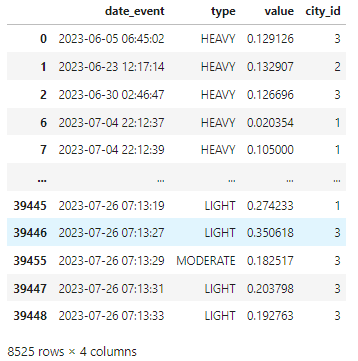 date_event type value city_id
0 2023-06-05 06:45:02 HEAVY 0.129126 3
1 2023-06-23 12:17:14 HEAVY 0.132907 2
2 2023-06-30 02:46:47 HEAVY 0.126696 3
6 2023-07-04 22:12:37 HEAVY 0.020354 1
7 2023-07-04 22:12:39 HEAVY 0.105000 1
... ... ... ... ...
39445 2023-07-26 07:13:19 LIGHT 0.274233 1
39446 2023-07-26 07:13:27 LIGHT 0.350618 3
39455 2023-07-26 07:13:29 MODERATE 0.182517 3
39447 2023-07-26 07:13:31 LIGHT 0.203798 3
39448 2023-07-26 07:13:33 LIGHT 0.192763 3
8525 rows × 4 columns